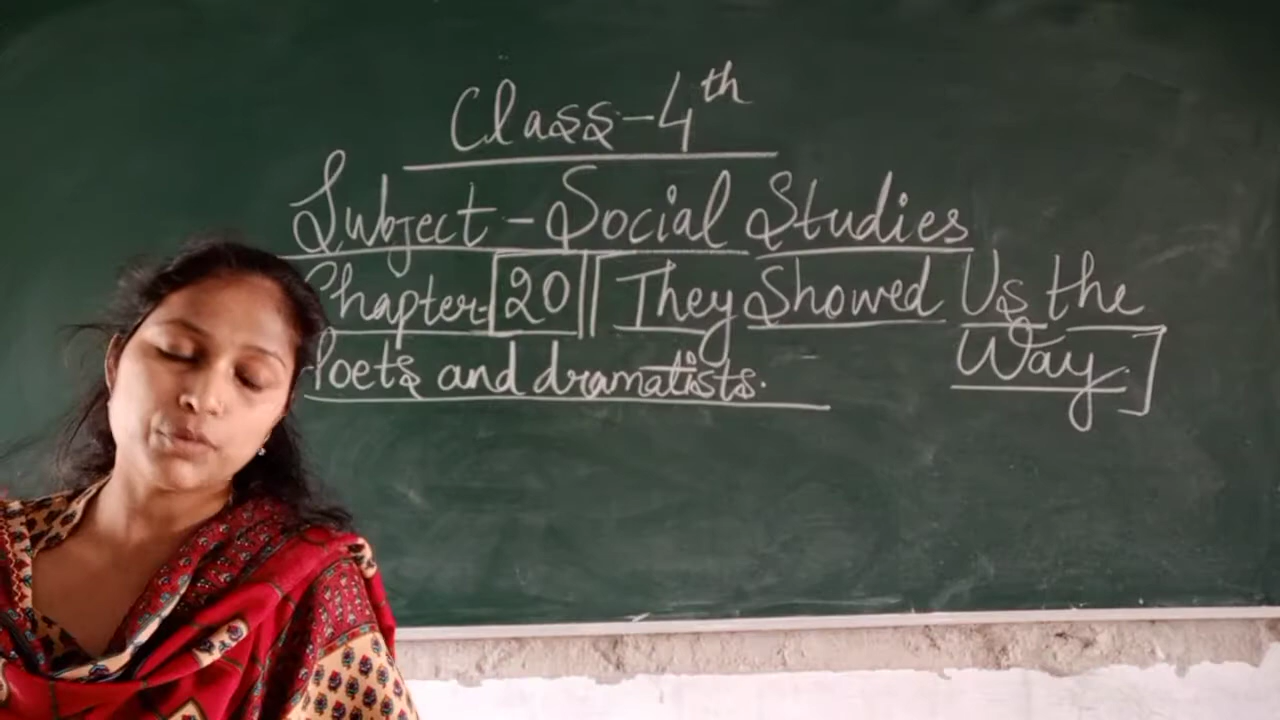 Class-4th
Subject-Social Studies
Chapter-20 They Showed Us the
Way.
Poets and dramatists.